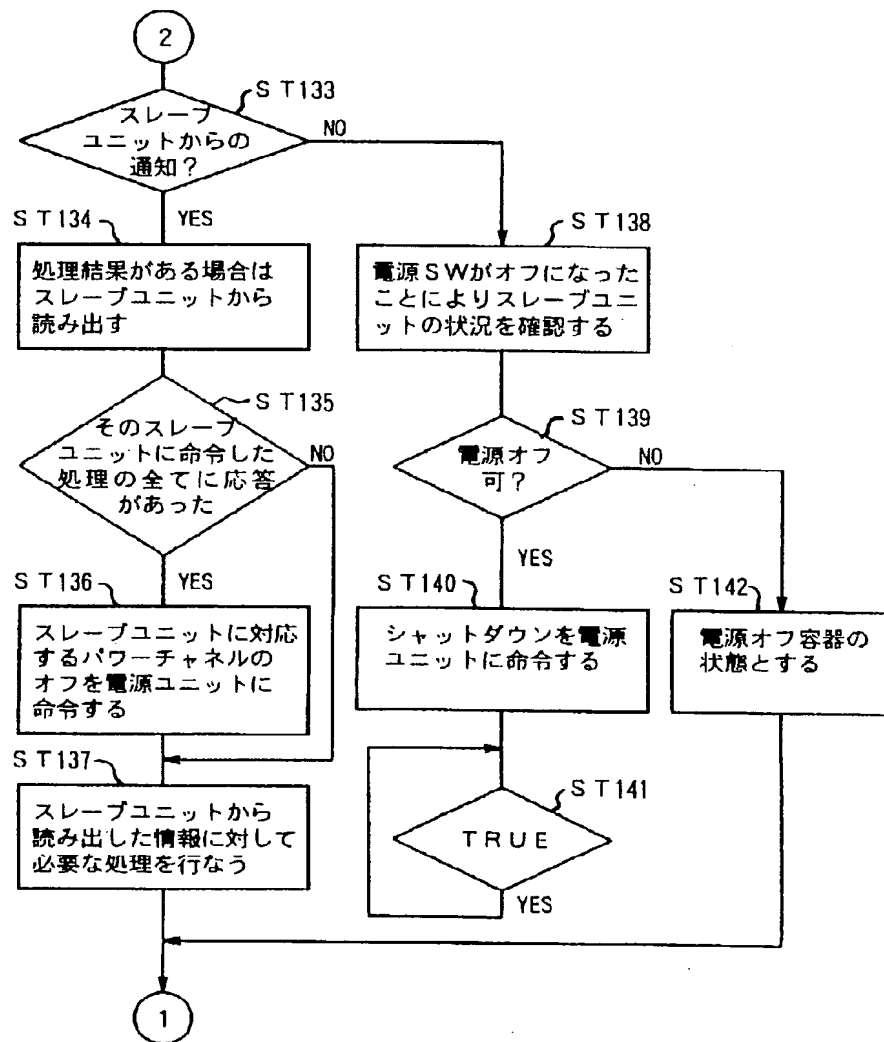 2
ST133
スレーブ
ユニットからの
通知?
NO
YES
ST134
処理結果がある場合は
スレーブユニットから
読み出す
ST138
電源SWがオフになった
ことによりスレーブユニ
ットの状況を確認する
ST135
そのスレーブ
ユニットに命令した
処理の全てに応答
があった
NO
YES
ST139
電源オフ
可?
NO
YES
ST136
スレーブユニットに対応
するパワーチャネルの
オフを電源ユニットに
命令する
ST140
シャットダウンを電源
ユニットに命令する
ST142
電源オフ容器の
状態とする
ST137
スレーブユニットから
読み出した情報に対して
必要な処理を行なう
ST141
TRUE
YES
1